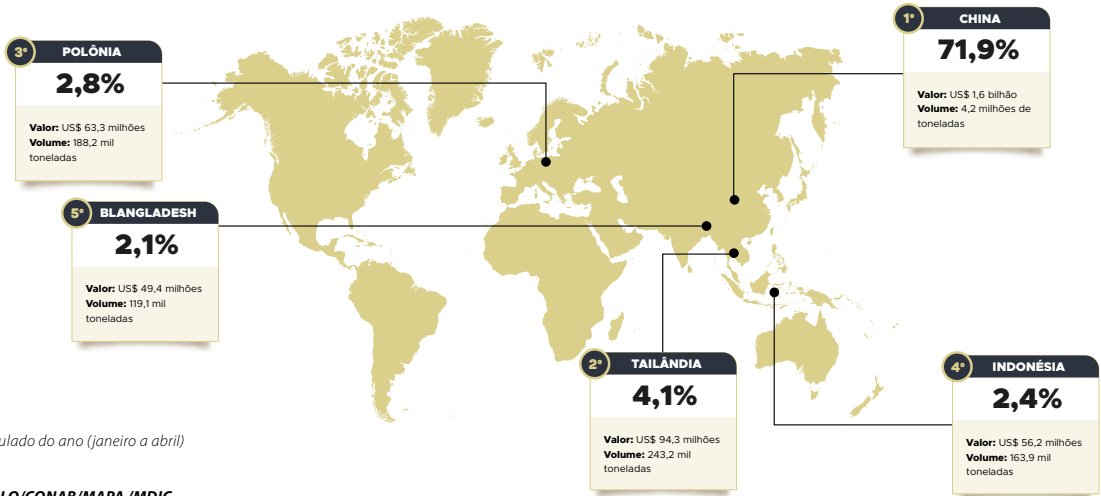 1º
CHINA
71,9%
Valor: US$ 1,6 bilhão
Volume: 4,2 milhões de
toneladas
3º
POLÔNIA
2,8%
Valor: US$ 63,3 milhões
Volume: 188,2 mil
toneladas
5º
BLANGLADESH
2,1%
Valor: US$ 49,4 milhões
Volume: 119,1 mil
toneladas
2º
TAILÂNDIA
4,1%
Valor: US$ 94,3 milhões
Volume: 243,2 mil
toneladas
4º
INDONÉSIA
2,4%
Valor: US$ 56,2 milhões
Volume: 163,9 mil
toneladas
do ano (janeiro a abril)
/CONAB/MAPA /MDIC